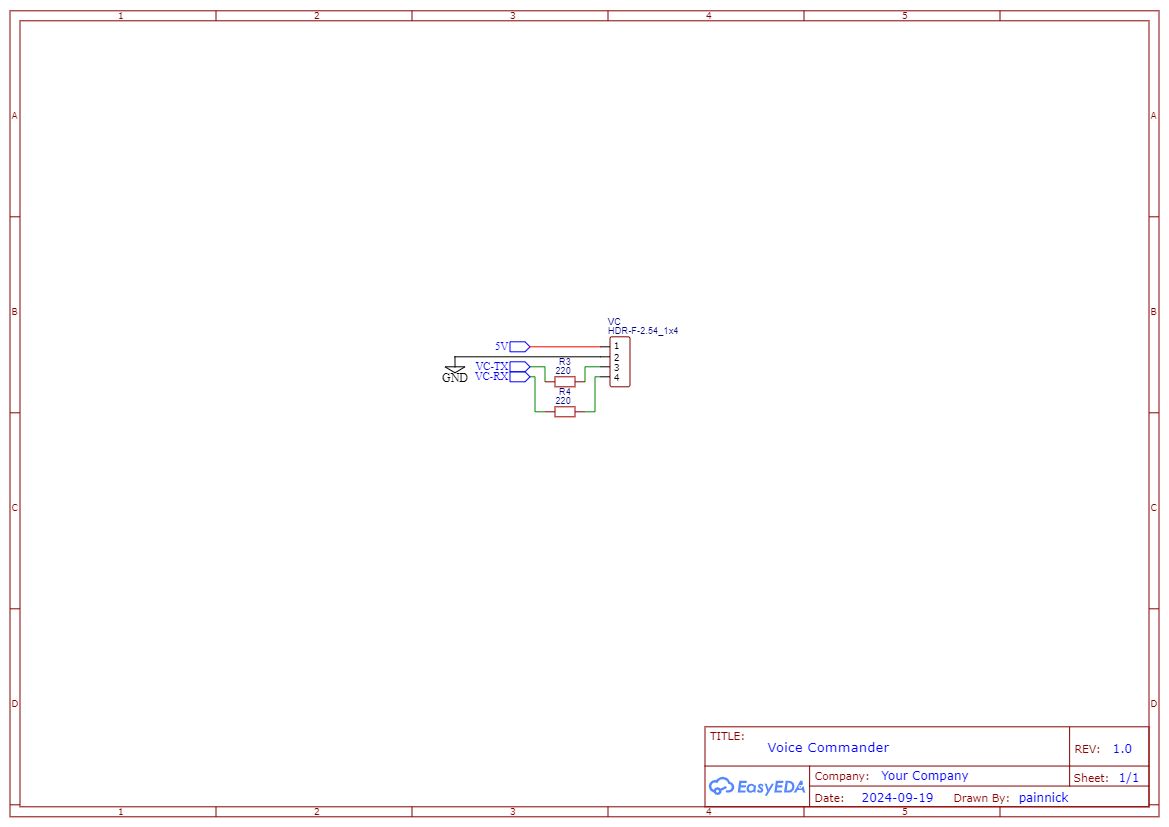 1 2 3 4 5
A A
B B
VC
HDR-F-2.54_1x4
5V 1
2
VC-TX R3 3
220
GND VC-RX 4
R4
220
C C
D D
TITLE:
Voice Commander
REV: 1.0
EasyEDA
Company: Your Company
Sheet: 1/1
Date: 2024-09-19 Drawn By: painnick
1 2 3 4 5